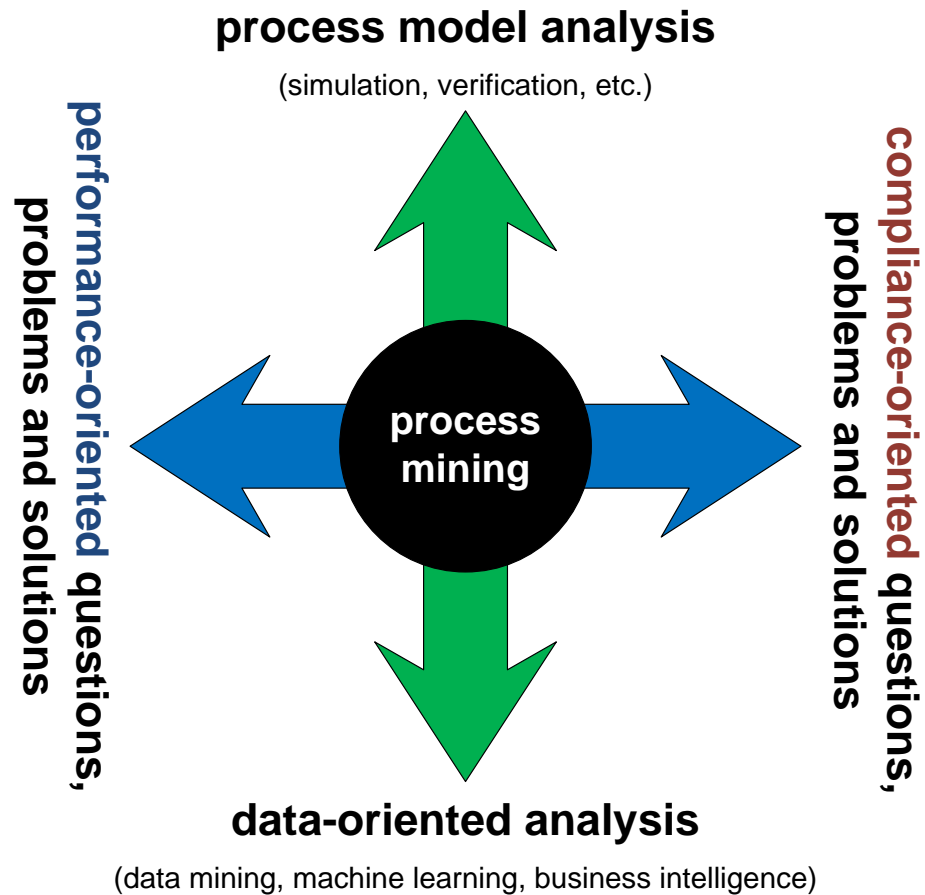 process model analysis
(simulation, verification, etc.)
performance-oriented questions,
problems and solutions
process
mining
compliance-oriented questions,
problems and solutions
data-oriented analysis
(data mining, machine learning, business intelligence)